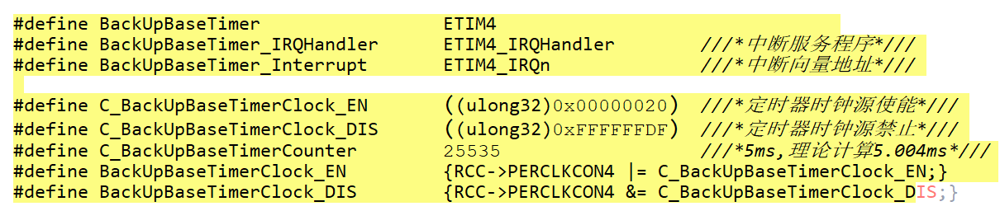 #define BackUpBaseTimer ETIM4
#define BackUpBaseTimer_IRQHandler ETIM4_IRQHandler ///*中断服务程序*///
#define BackUpBaseTimer_Interrupt ETIM4_IRQn ///*中断向量地址*///
#define C_BackUpBaseTimerClock_EN ((ulong32)0x00000020) ///*定时器时钟源使能*///
#define C_BackUpBaseTimerClock_DIS ((ulong32)0xFFFFFFDF) ///*定时器时钟源禁止*///
#define C_BackUpBaseTimerCounter 25535 ///*5ms,理论计算5.004ms*///
#define BackUpBaseTimerClock_EN {RCC->PERCLKCON4 |= C_BackUpBaseTimerClock_EN;}
#define BackUpBaseTimerClock_DIS {RCC->PERCLKCON4 &= C_BackUpBaseTimerClock_DIS;}